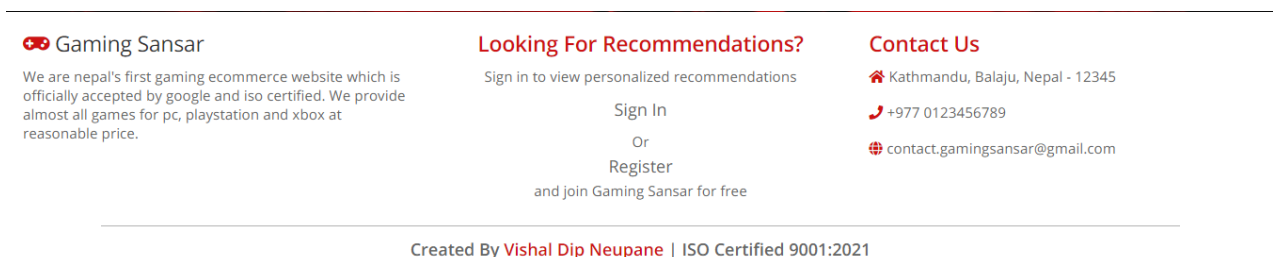 Gaming Sansar
We are nepal's first gaming ecommerce website which is
officially accepted by google and iso certified. We provide
almost all games for pc, playstation and xbox at
reasonable price.
Looking For Recommendations?
Sign in to view personalized recommendations
Sign In
Or
Register
and join Gaming Sansar for free
Contact Us
Kathmandu, Balaju, Nepal - 12345
+977 0123456789
contact.gamingsansar@gmail.com
Created By Vishal Dip Neupane | ISO Certified 9001:2021